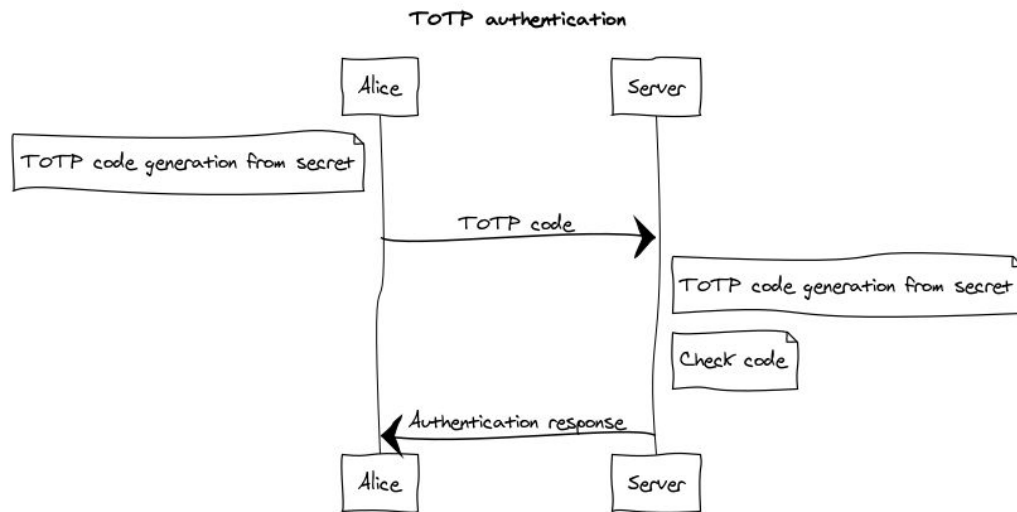 TOTP authentication
Alice
Server
TOTP code generation from secret
TOTP code
TOTP code generation from secret
Check code
Authentication response
Alice
Server